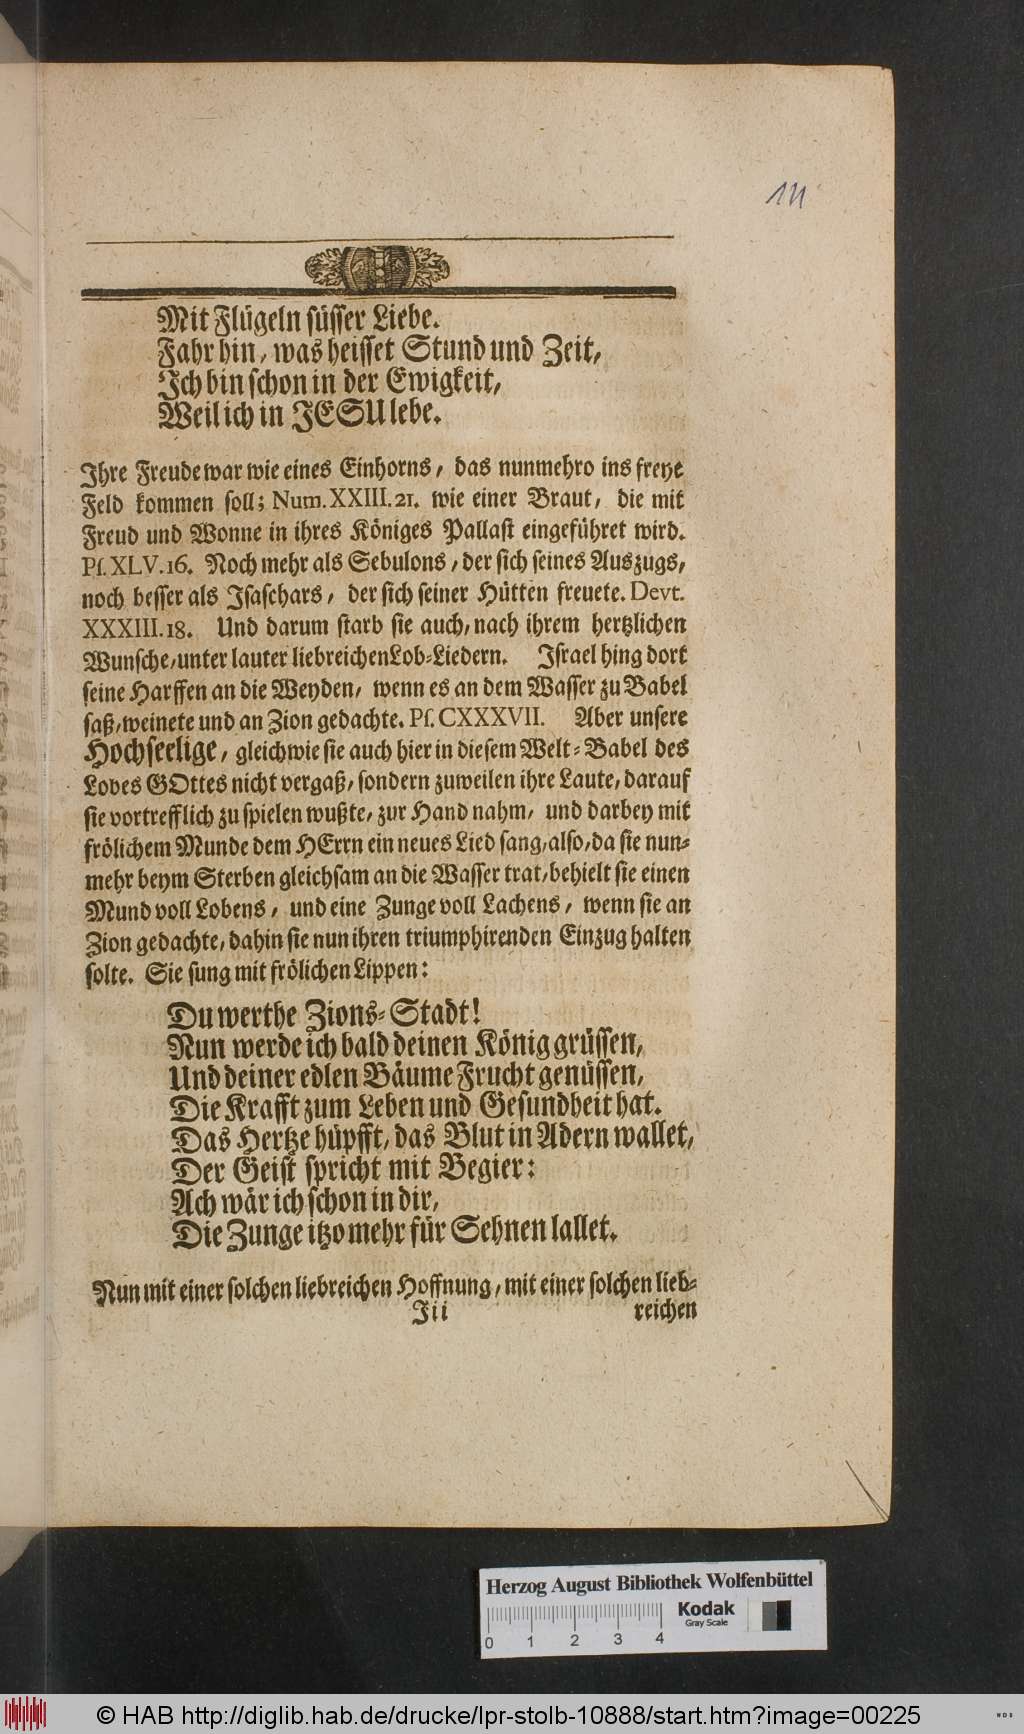 111
Mit Flügeln süsser Liebe.
Fahr hin, was heisset Stund und Zeit,
Ich bin schon in der Ewigkeit,
Weil ich in JESU lebe.
Ihre Freude war wie eines Einhorns, das nunmehro ins freye
Feld kommen soll; Num. XXIII. 21. wie einer Braut, die mit
Freud und Wonne in ihres Königes Pallast eingeführet wird.
Ps. XLV. 16. Noch mehr als Sebulons, der sich seines Auszugs,
noch besser als Isaschars, der sich seiner Hütten freuete. Devt.
XXXIII. 18. Und darum starb sie auch, nach ihrem hertzlichen
Wunsche, unter lauter liebreichen Lob-Liedern. Israel hing dort
seine Harffen an die Weyden, wenn es an dem Wasser zu Babel
saß, weinete und an Zion gedachte. Ps. CXXXVII. Aber unsere
Hochseelige, gleichwie sie auch hier in diesem Welt-Babel des
Lobes GOttes nicht vergaß, sondern zuweilen ihre Laute, darauf
sie vortrefflich zu spielen wußte, zur Hand nahm, und darbey mit
frölichem Munde dem HErrn ein neues Lied sang, also, da sie nun-
mehr beym Sterben gleichsam an die Wasser trat, behielt sie einen
Mund voll Lobens, und eine Zunge voll Lachens, wenn sie an
Zion gedachte, dahin sie nun ihren triumphirenden Einzug halten
solte. Sie sung mit frölichen Lippen:
Du werthe Zions-Stadt!
Nun werde ich bald deinen König grüssen,
Und deiner edlen Bäume Frucht genüssen,
Die Krafft zum Leben und Gesundheit hat.
Das Hertze hüpfft, das Blut in Adern wallet,
Der Geist spricht mit Begier:
Ach wär ich schon in dir,
Die Zunge itzo mehr für Sehnen lallet.
Nun mit einer solchen liebreichen Hoffnung, mit einer solchen lieb-
Iii reichen
Herzog August Bibliothek Wolfenbüttel
Kodak
Gray Scale
0 1 2 3 4
© HAB http://diglib.hab.de/drucke/lpr-stolb-10888/start.htm?image=00225